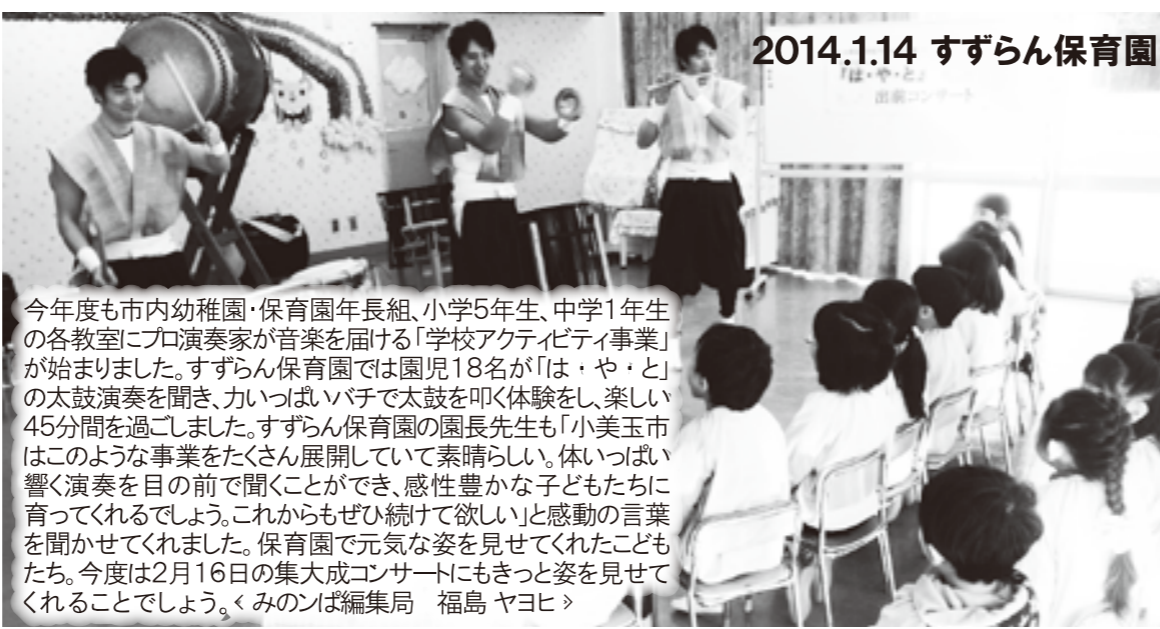 2014.1.14 すずらん保育園
「は・や・と」
出前コンサート
今年度も市内幼稚園・保育園年長組、小学5年生、中学1年生
の各教室にプロ演奏家が音楽を届ける「学校アクティビティ事業」
が始まりました。すずらん保育園では園児18名が「は・や・と」
の太鼓演奏を聞き、力いっぱいバチで太鼓を叩く体験をし、楽しい
45分間を過ごしました。すずらん保育園の園長先生も「小美玉市
はこのような事業をたくさん展開していて素晴らしい。体いっぱい
響く演奏を目の前で聞くことができ、感性豊かな子どもたちに
育ってくれるでしょう。これからもぜひ続けて欲しい」と感動の言葉
を聞かせてくれました。保育園で元気な姿を見せてくれたこども
たち。今度は2月16日の集大成コンサートにもきっと姿を見せて
くれることでしょう。《 みのンぱ編集局　福島 ヤヨヒ 》